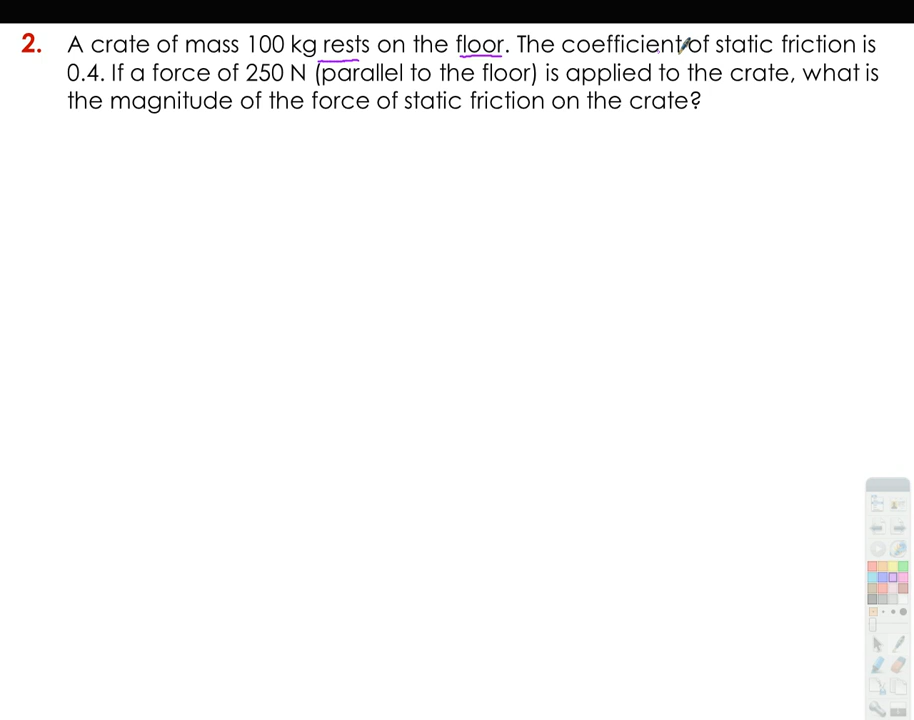 2. A crate of mass 100 kg rests on the floor. The coefficient of static friction is
0.4. If a force of 250 N (parallel to the floor) is applied to the crate, what is
the magnitude of the force of static friction on the crate?